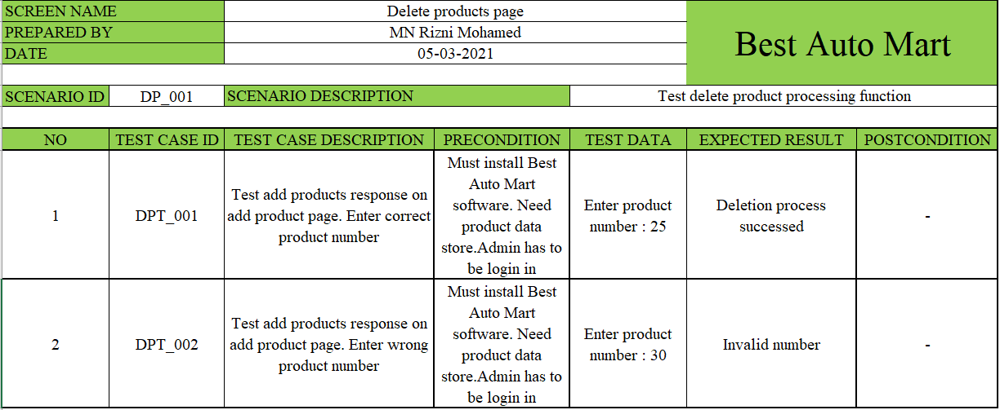 SCREEN NAME
Delete products page
PREPARED BY
MN Rizni Mohamed
DATE
05-03-2021
Best Auto Mart
SCENARIO ID
DP_001
SCENARIO DESCRIPTION
Test delete product processing function
NO
TEST CASE ID
TEST CASE DESCRIPTION
PRECONDITION
TEST DATA
EXPECTED RESULT
POSTCONDITION
1
DPT_001
Test add products response on
add product page. Enter correct
product number
Must install Best
Auto Mart
software. Need
product data
store.Admin has to
be login in
Enter product
number : 25
Deletion process
successed
-
2
DPT_002
Test add products response on
add product page. Enter wrong
product number
Must install Best
Auto Mart
software. Need
product data
store.Admin has to
be login in
Enter product
number : 30
Invalid number
-